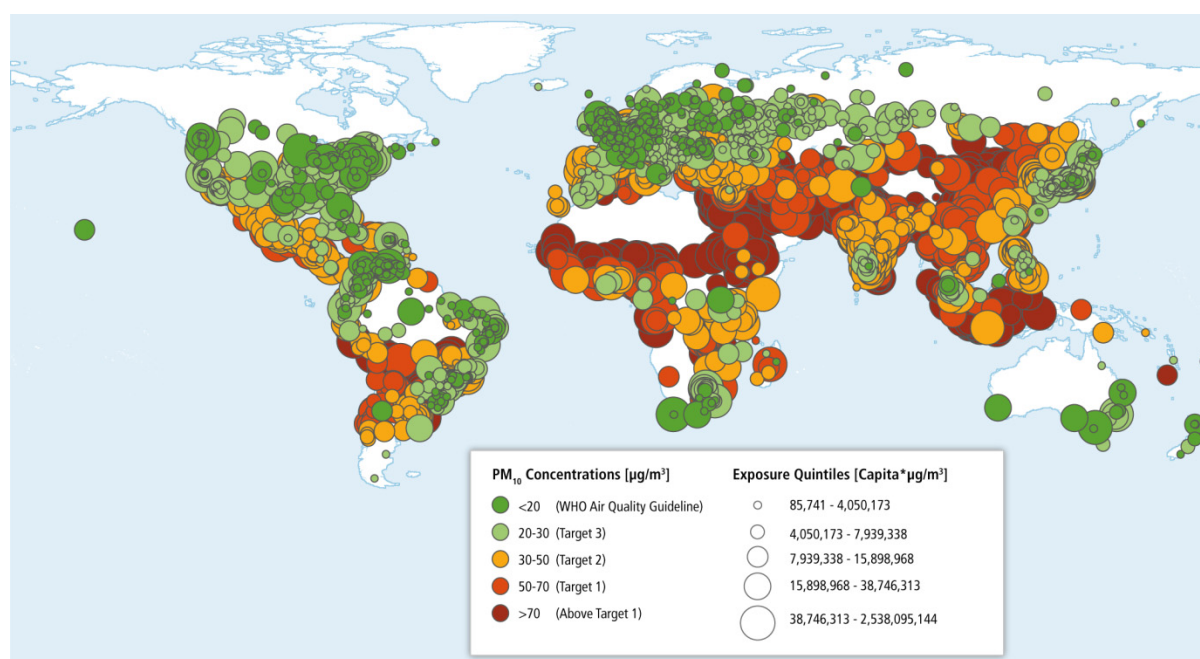 PM₁₀ Concentrations [µg/m³]
<20 (WHO Air Quality Guideline)
20-30 (Target 3)
30-50 (Target 2)
50-70 (Target 1)
>70 (Above Target 1)
Exposure Quintiles [Capita*µg/m³]
85,741 - 4,050,173
4,050,173 - 7,939,338
7,939,338 - 15,898,968
15,898,968 - 38,746,313
38,746,313 - 2,538,095,144